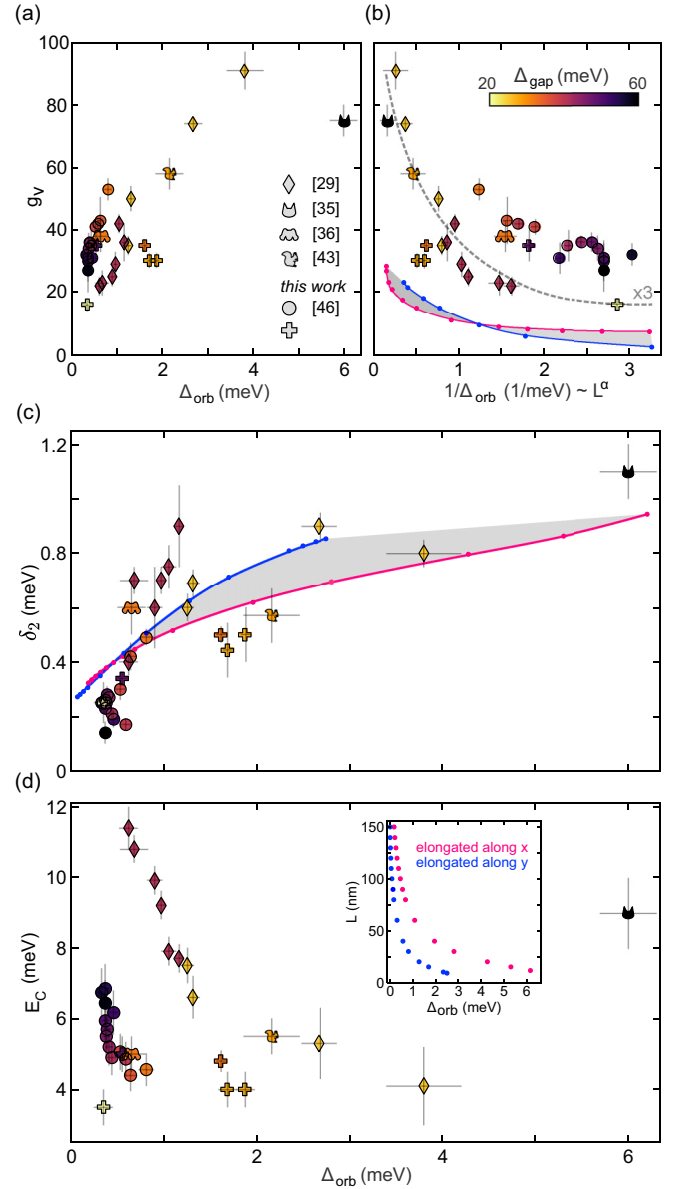 (a)
(b)
100
80
60
40
20
0
g_V
0
2
4
6
Δ_orb (meV)
[29]
[35]
[36]
[43]
this work
[46]
Δ_gap (meV)
20
60
x3
0
1
2
3
1/Δ_orb (1/meV) ~ L^α
(c)
1.2
0.8
0.4
0
δ_2 (meV)
(d)
12
10
8
6
4
E_C (meV)
150
100
50
0
L (nm)
elongated along x
elongated along y
0
1
2
3
4
5
6
Δ_orb (meV)
0
2
4
6
Δ_orb (meV)